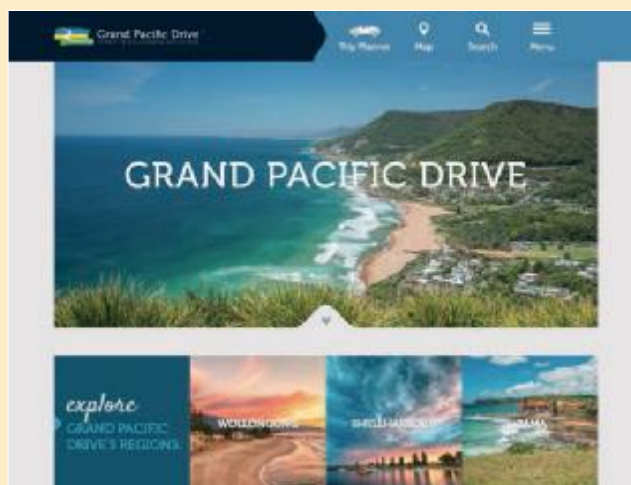 Grand Pacific Drive
Trip Planner Map Search Menu
GRAND PACIFIC DRIVE
explore
GRAND PACIFIC
DRIVE'S REGIONS
WOLLONGONG SHELLHARBOUR KIAMA